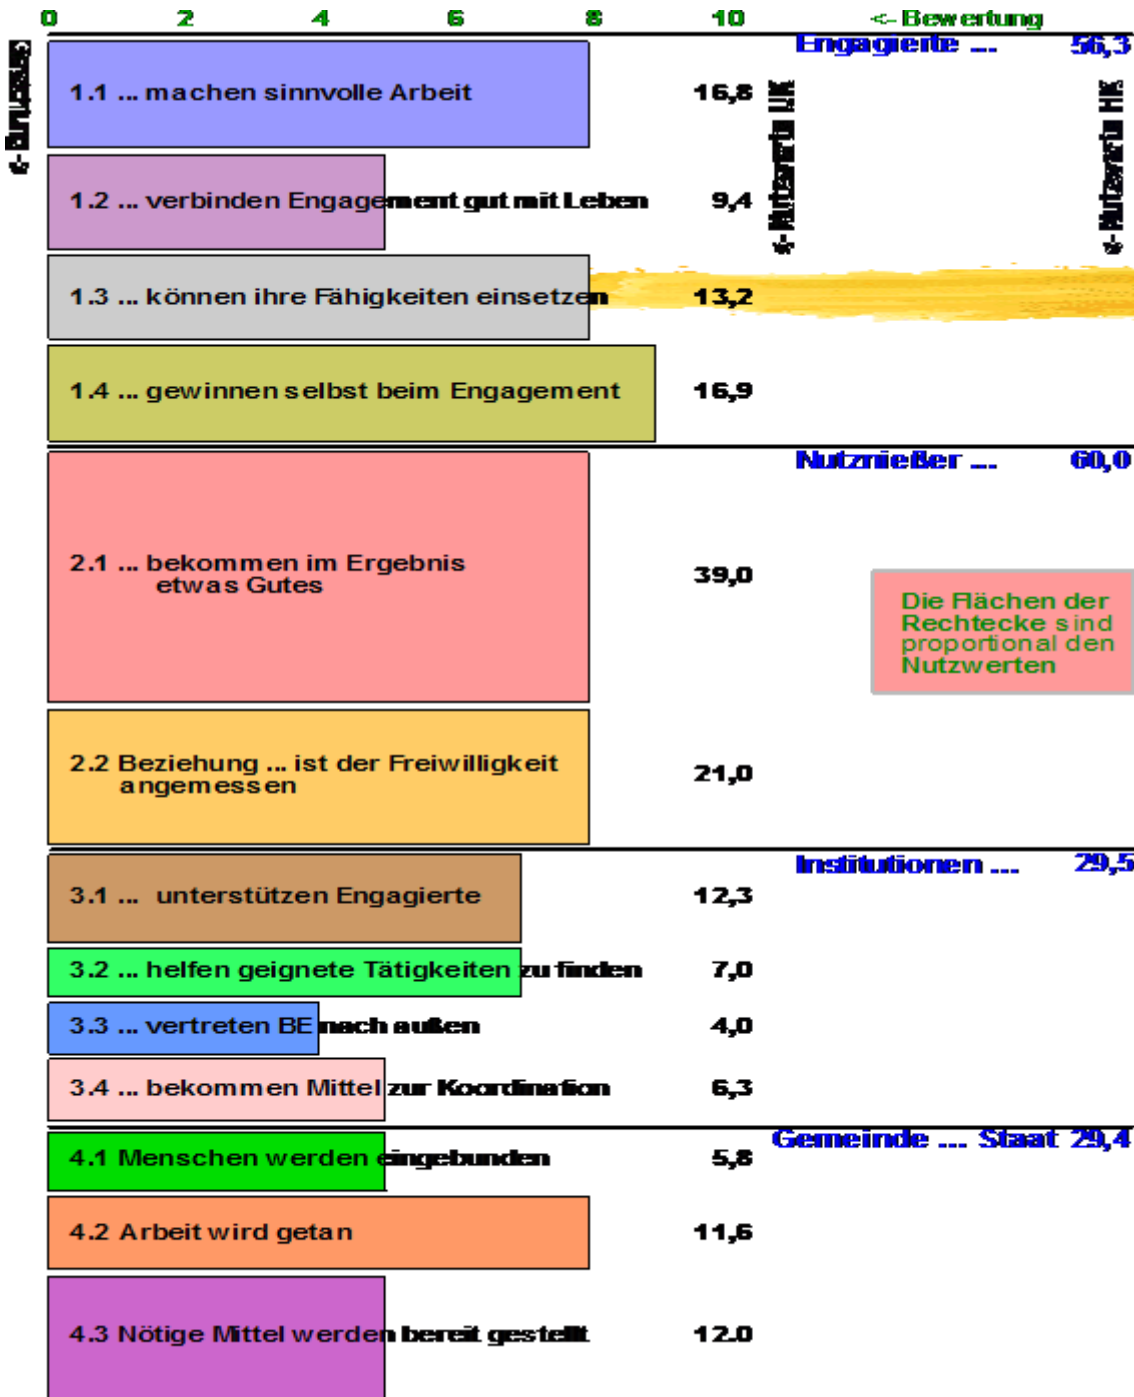 0 2 4 6 8 10 <- Bewertung
<- Gewichtung
Engagierte ... 56,3
1.1 ... machen sinnvolle Arbeit 16,8
<- Nutzwerte UK
<- Nutzwerte HK
1.2 ... verbinden Engagement gut mit Leben 9,4
1.3 ... können ihre Fähigkeiten einsetzen 13,2
1.4 ... gewinnen selbst beim Engagement 16,9
Nutznießer ... 60,0
2.1 ... bekommen im Ergebnis
etwas Gutes
39,0
Die Flächen der
Rechtecke sind
proportional den
Nutzwerten
2.2 Beziehung ... ist der Freiwilligkeit
angemessen
21,0
Institutionen ... 29,5
3.1 ... unterstützen Engagierte 12,3
3.2 ... helfen geignete Tätigkeiten zu finden 7,0
3.3 ... vertreten BE nach außen 4,0
3.4 ... bekommen Mittel zur Koordination 6,3
Gemeinde ... Staat 29,4
4.1 Menschen werden eingebunden 5,8
4.2 Arbeit wird getan 11,6
4.3 Nötige Mittel werden bereit gestellt 12.0